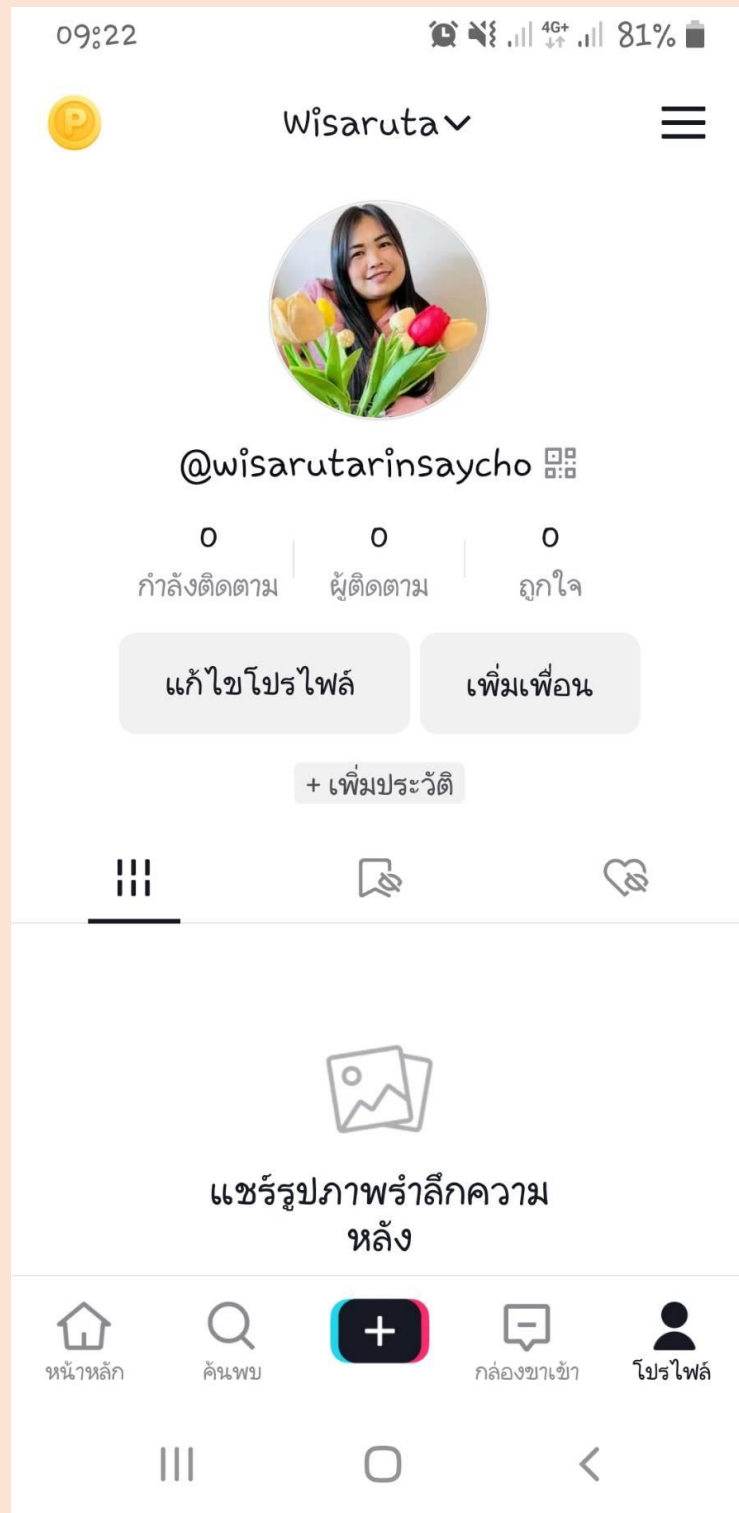 09:22 4G+ 81%
P
Wisaruta
@wisarutarinsaycho
0 0 0
กำลังติดตาม ผู้ติดตาม ถูกใจ
แก้ไขโปรไฟล์ เพิ่มเพื่อน
+ เพิ่มประวัติ
แชร์รูปภาพรำลึกความ
หลัง
หน้าหลัก ค้นพบ กล่องขาเข้า โปรไฟล์